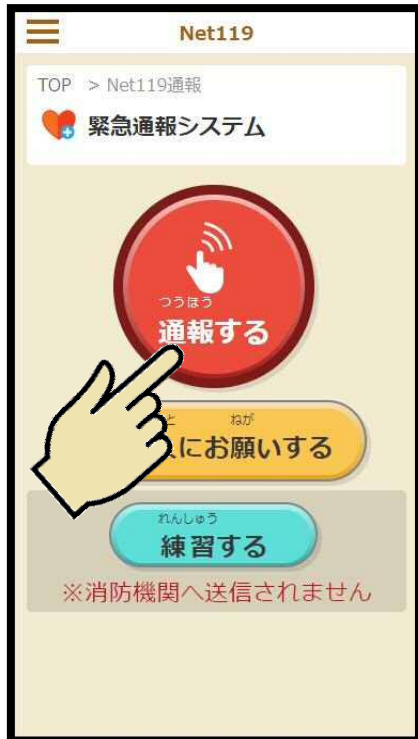 Net119
TOP > Net119通報
緊急通報システム
つうほう
通報する
と ねが
にお願いする
れんしゅう
練習する
※消防機関へ送信されません